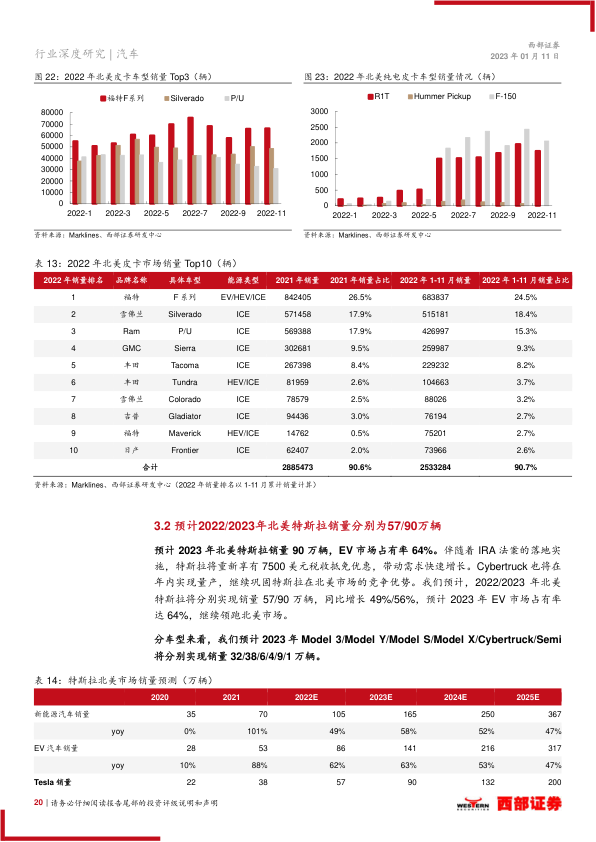 行业深度研究 | 汽车
西部证券
2023 年 01 月 11 日
图 22：2022 年北美皮卡车型销量 Top3（辆）
福特F系列 Silverado P/U
80000
70000
60000
50000
40000
30000
20000
10000
0
2022-1 2022-3 2022-5 2022-7 2022-9 2022-11
资料来源：Marklines、西部证券研发中心
图 23：2022 年北美纯电皮卡车型销量情况（辆）
R1T Hummer Pickup F-150
3000
2500
2000
1500
1000
500
0
2022-1 2022-3 2022-5 2022-7 2022-9 2022-11
资料来源：Marklines、西部证券研发中心
表 13：2022 年北美皮卡市场销量 Top10（辆）
2022 年销量排名 品牌名称 具体车型 能源类型 2021 年销量 2021 年销量占比 2022 年 1-11 月销量 2022 年 1-11 月销量占比
1 福特 F 系列 EV/HEV/ICE 842405 26.5% 683837 24.5%
2 雪佛兰 Silverado ICE 571458 17.9% 515181 18.4%
3 Ram P/U ICE 569388 17.9% 426997 15.3%
4 GMC Sierra ICE 302681 9.5% 259987 9.3%
5 丰田 Tacoma ICE 267398 8.4% 229232 8.2%
6 丰田 Tundra HEV/ICE 81959 2.6% 104663 3.7%
7 雪佛兰 Colorado ICE 78579 2.5% 88026 3.2%
8 吉普 Gladiator ICE 94436 3.0% 76194 2.7%
9 福特 Maverick HEV/ICE 14762 0.5% 75201 2.7%
10 日产 Frontier ICE 62407 2.0% 73966 2.6%
合计 2885473 90.6% 2533284 90.7%
资料来源：Marklines、西部证券研发中心（2022 年销量排名以 1-11 月累计销量计算）
3.2 预计2022/2023年北美特斯拉销量分别为57/90万辆
预计 2023 年北美特斯拉销量 90 万辆，EV 市场占有率 64%。伴随着 IRA 法案的落地实
施，特斯拉将重新享有 7500 美元税收抵免优惠，带动需求快速增长。Cybertruck 也将在
年内实现量产，继续巩固特斯拉在北美市场的竞争优势。我们预计，2022/2023 年北美
特斯拉将分别实现销量 57/90 万辆，同比增长 49%/56%，预计 2023 年 EV 市场占有率
达 64%，继续领跑北美市场。
分车型来看，我们预计 2023 年 Model 3/Model Y/Model S/Model X/Cybertruck/Semi
将分别实现销量 32/38/6/4/9/1 万辆。
表 14：特斯拉北美市场销量预测（万辆）
2020 2021 2022E 2023E 2024E 2025E
新能源汽车销量 35 70 105 165 250 367
yoy 0% 101% 49% 58% 52% 47%
EV 汽车销量 28 53 86 141 216 317
yoy 10% 88% 62% 63% 53% 47%
Tesla 销量 22 38 57 90 132 200
20 | 请务必仔细阅读报告尾部的投资评级说明和声明
WESTERN
SECURITIES
西部证券